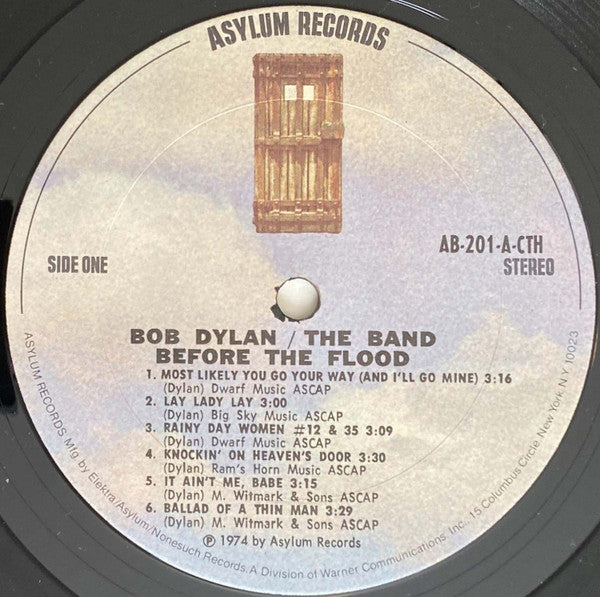 ASYLUM RECORDS
SIDE ONE
AB-201-A-CTH
STEREO
BOB DYLAN / THE BAND
BEFORE THE FLOOD
1. MOST LIKELY YOU GO YOUR WAY (AND I'LL GO MINE) 3:16
(Dylan) Dwarf Music ASCAP
2. LAY LADY LAY 3:00
(Dylan) Big Sky Music ASCAP
3. RAINY DAY WOMEN #12 & 35 3:09
(Dylan) Dwarf Music ASCAP
4. KNOCKIN' ON HEAVEN'S DOOR 3:30
(Dylan) Ram's Horn Music ASCAP
5. IT AIN'T ME, BABE 3:15
(Dylan) M. Witmark & Sons ASCAP
6. BALLAD OF A THIN MAN 3:29
(Dylan) M. Witmark & Sons ASCAP
℗ 1974 by Asylum Records
ASYLUM RECORDS Mfg by Elektra/Asylum/Nonesuch Records. A Division of Warner Communications Inc. 15 Columbus Circle, New York, N.Y. 10023